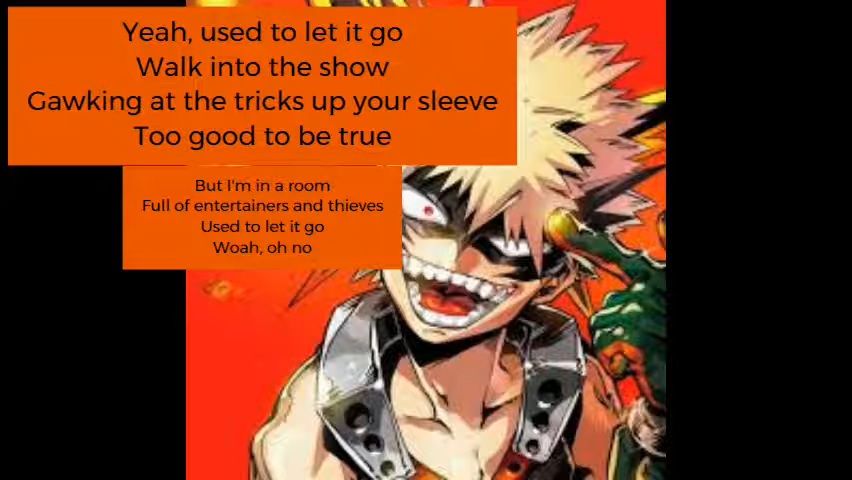 Yeah, used to let it go
Walk into the show
Gawking at the tricks up your sleeve
Too good to be true
But I'm in a room
Full of entertainers and thieves
Used to let it go
Woah, oh no